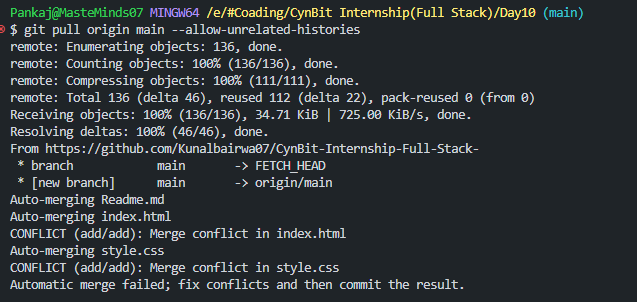 Pankaj@MasteMinds07 MINGW64 /e/#Coading/CynBit Internship(Full Stack)/Day10 (main)
$ git pull origin main --allow-unrelated-histories
remote: Enumerating objects: 136, done.
remote: Counting objects: 100% (136/136), done.
remote: Compressing objects: 100% (111/111), done.
remote: Total 136 (delta 46), reused 112 (delta 22), pack-reused 0 (from 0)
Receiving objects: 100% (136/136), 34.71 KiB | 725.00 KiB/s, done.
Resolving deltas: 100% (46/46), done.
From https://github.com/Kunalbairwa07/CynBit-Internship-Full-Stack-
 * branch            main       -> FETCH_HEAD
 * [new branch]      main       -> origin/main
Auto-merging Readme.md
Auto-merging index.html
CONFLICT (add/add): Merge conflict in index.html
Auto-merging style.css
CONFLICT (add/add): Merge conflict in style.css
Automatic merge failed; fix conflicts and then commit the result.